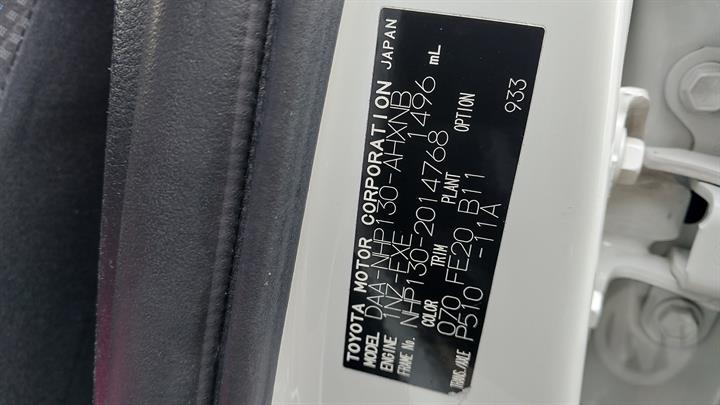 TOYOTA MOTOR CORPORATION JAPAN
MODEL DAA-NHP130-AHXNB
ENGINE 1NZ-EXE 1496 mL
FRAME No. NHP130-2014768
COLOR TRIM PLANT OPTION
070 FE20 B11 933
TRANS./AXLE P510 -11A